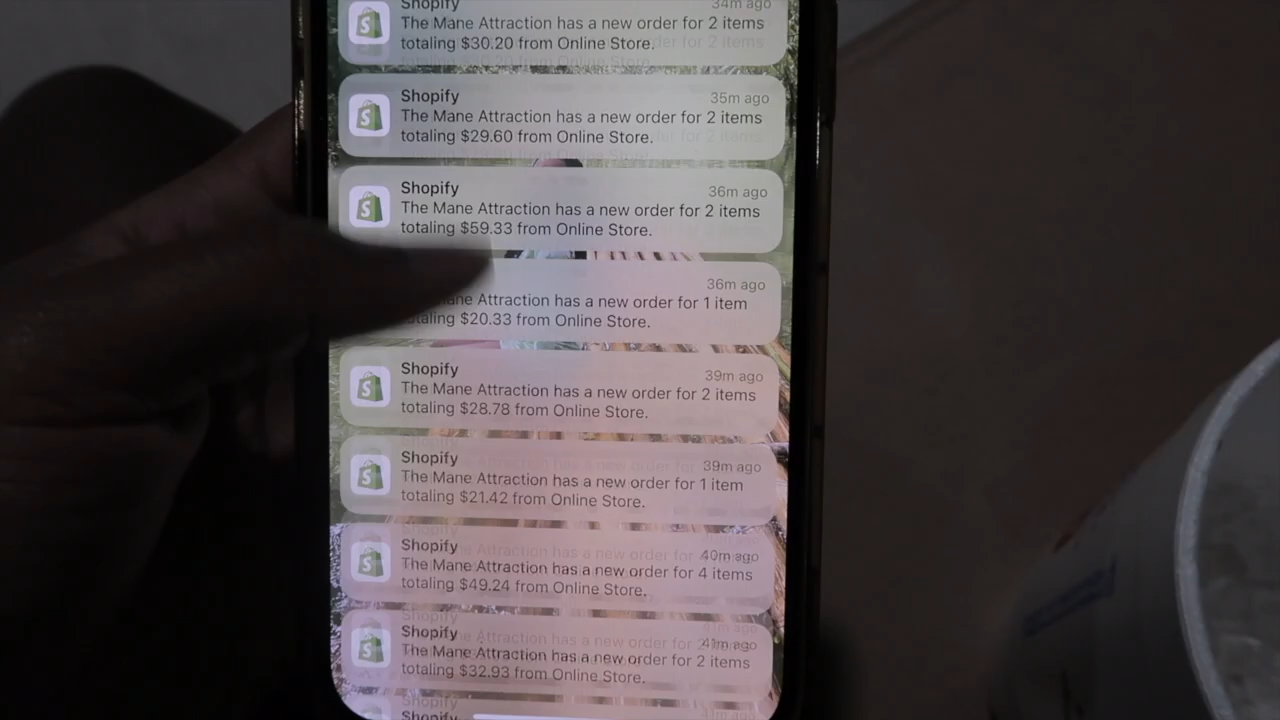 Shopify
34m ago
The Mane Attraction has a new order for 2 items
totaling $30.20 from Online Store.
Shopify
35m ago
The Mane Attraction has a new order for 2 items
totaling $29.60 from Online Store.
Shopify
36m ago
The Mane Attraction has a new order for 2 items
totaling $59.33 from Online Store.
36m ago
Attraction has a new order for 1 item
$20.33 from Online Store.
Shopify
39m ago
The Mane Attraction has a new order for 2 items
totaling $28.78 from Online Store.
Shopify
39m ago
The Mane Attraction has a new order for 1 item
totaling $21.42 from Online Store.
Shopify
40m ago
The Mane Attraction has a new order for 4 items
totaling $49.24 from Online Store.
Shopify
41m ago
The Mane Attraction has a new order for 2 items
totaling $32.93 from Online Store.
Shopify